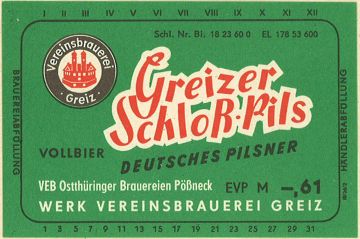 I II III IV V VI VII VIII IX X XI XII
Schl. Nr. Bl. 18 23 60 0 EL 178 53 600
Vereinsbrauerei
· Greiz ·
Greizer
Schloß-Pils
BRAUEREIABFÜLLUNG
HÄNDLERABFÜLLUNG
VOLLBIER
DEUTSCHES PILSNER
VEB Ostthüringer Brauereien Pößneck EVP M –,61
WERK VEREINSBRAUEREI GREIZ
1 3 5 7 9 11 13 15 17 19 21 23 25 27 29 31